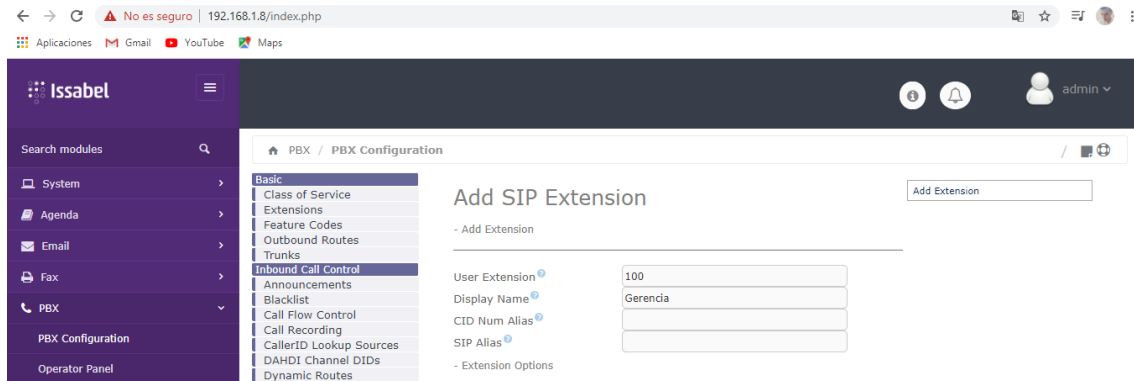 No es seguro | 192.168.1.8/index.php
Aplicaciones Gmail YouTube Maps
Issabel
admin
Search modules
PBX / PBX Configuration
/
System
Agenda
Email
Fax
PBX
PBX Configuration
Operator Panel
Basic
Class of Service
Extensions
Feature Codes
Outbound Routes
Trunks
Inbound Call Control
Announcements
Blacklist
Call Flow Control
Call Recording
CallerID Lookup Sources
DAHDI Channel DIDs
Dynamic Routes
Add SIP Extension
- Add Extension
User Extension 100
Display Name Gerencia
CID Num Alias
SIP Alias
- Extension Options
Add Extension